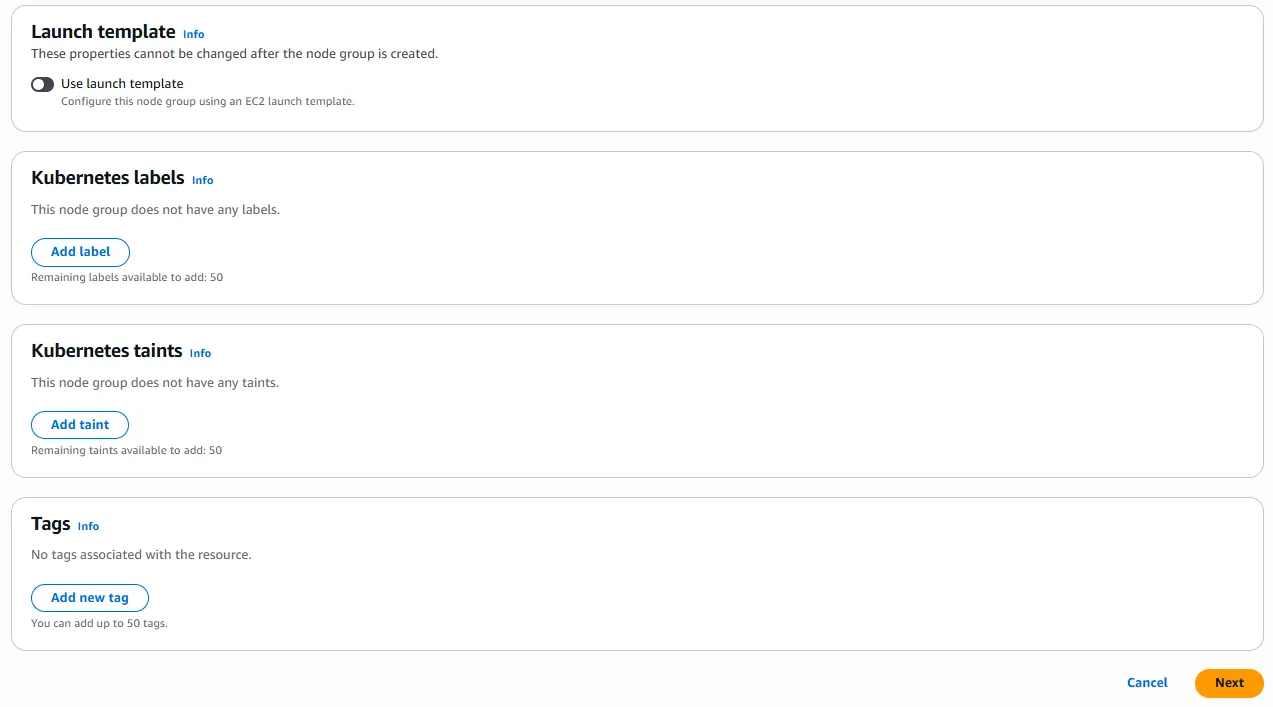 Launch template Info
These properties cannot be changed after the node group is created.
Use launch template
Configure this node group using an EC2 launch template.
Kubernetes labels Info
This node group does not have any labels.
Add label
Remaining labels available to add: 50
Kubernetes taints Info
This node group does not have any taints.
Add taint
Remaining taints available to add: 50
Tags Info
No tags associated with the resource.
Add new tag
You can add up to 50 tags.
Cancel Next